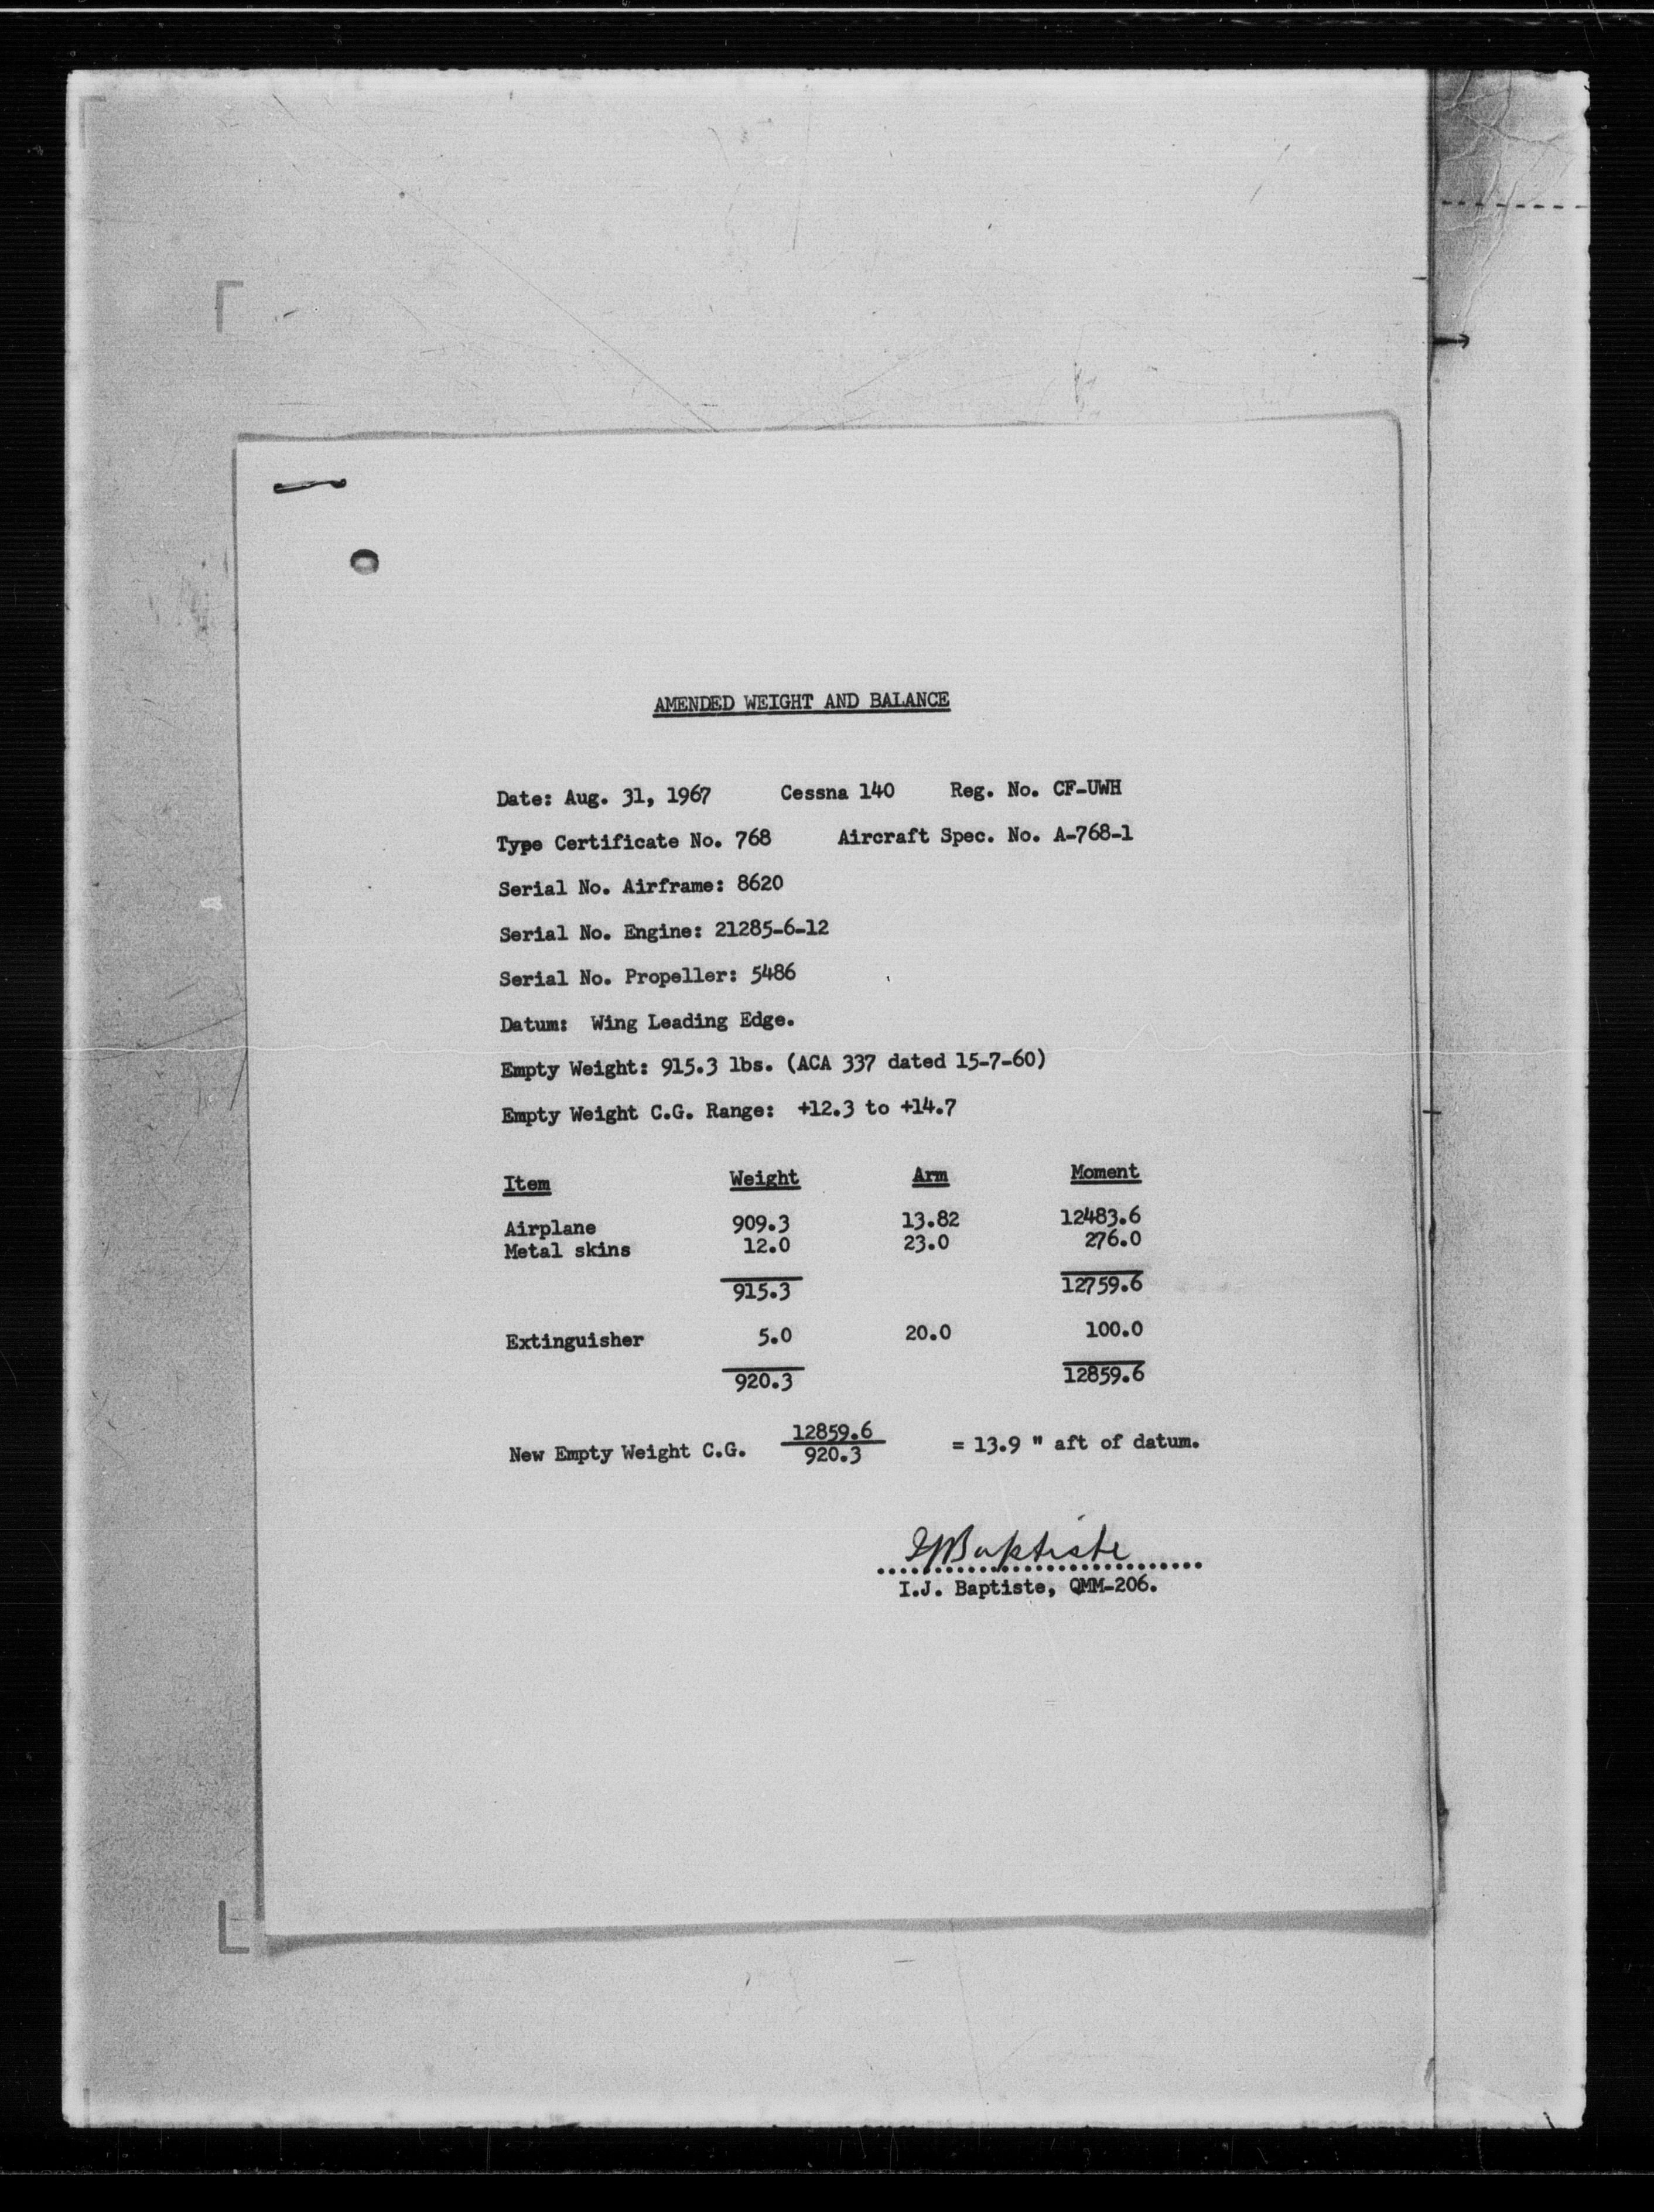 AMENDED WEIGHT AND BALANCE
Date: Aug. 31, 1967 Cessna 140 Reg. No. CF-UWH
Type Certificate No. 768 Aircraft Spec. No. A-768-1
Serial No. Airframe: 8620
Serial No. Engine: 21285-6-12
Serial No. Propeller: 5486
Datum: Wing Leading Edge.
Empty Weight: 915.3 lbs. (ACA 337 dated 15-7-60)
Empty Weight C.G. Range: +12.3 to +14.7
Item Weight Arm Moment
Airplane 909.3 13.82 12483.6
Metal skins 12.0 23.0 276.0
915.3 12759.6
Extinguisher 5.0 20.0 100.0
920.3 12859.6
New Empty Weight C.G. 12859.6 = 13.9 " aft of datum.
920.3
IJBaptiste
I.J. Baptiste, QMM-206.